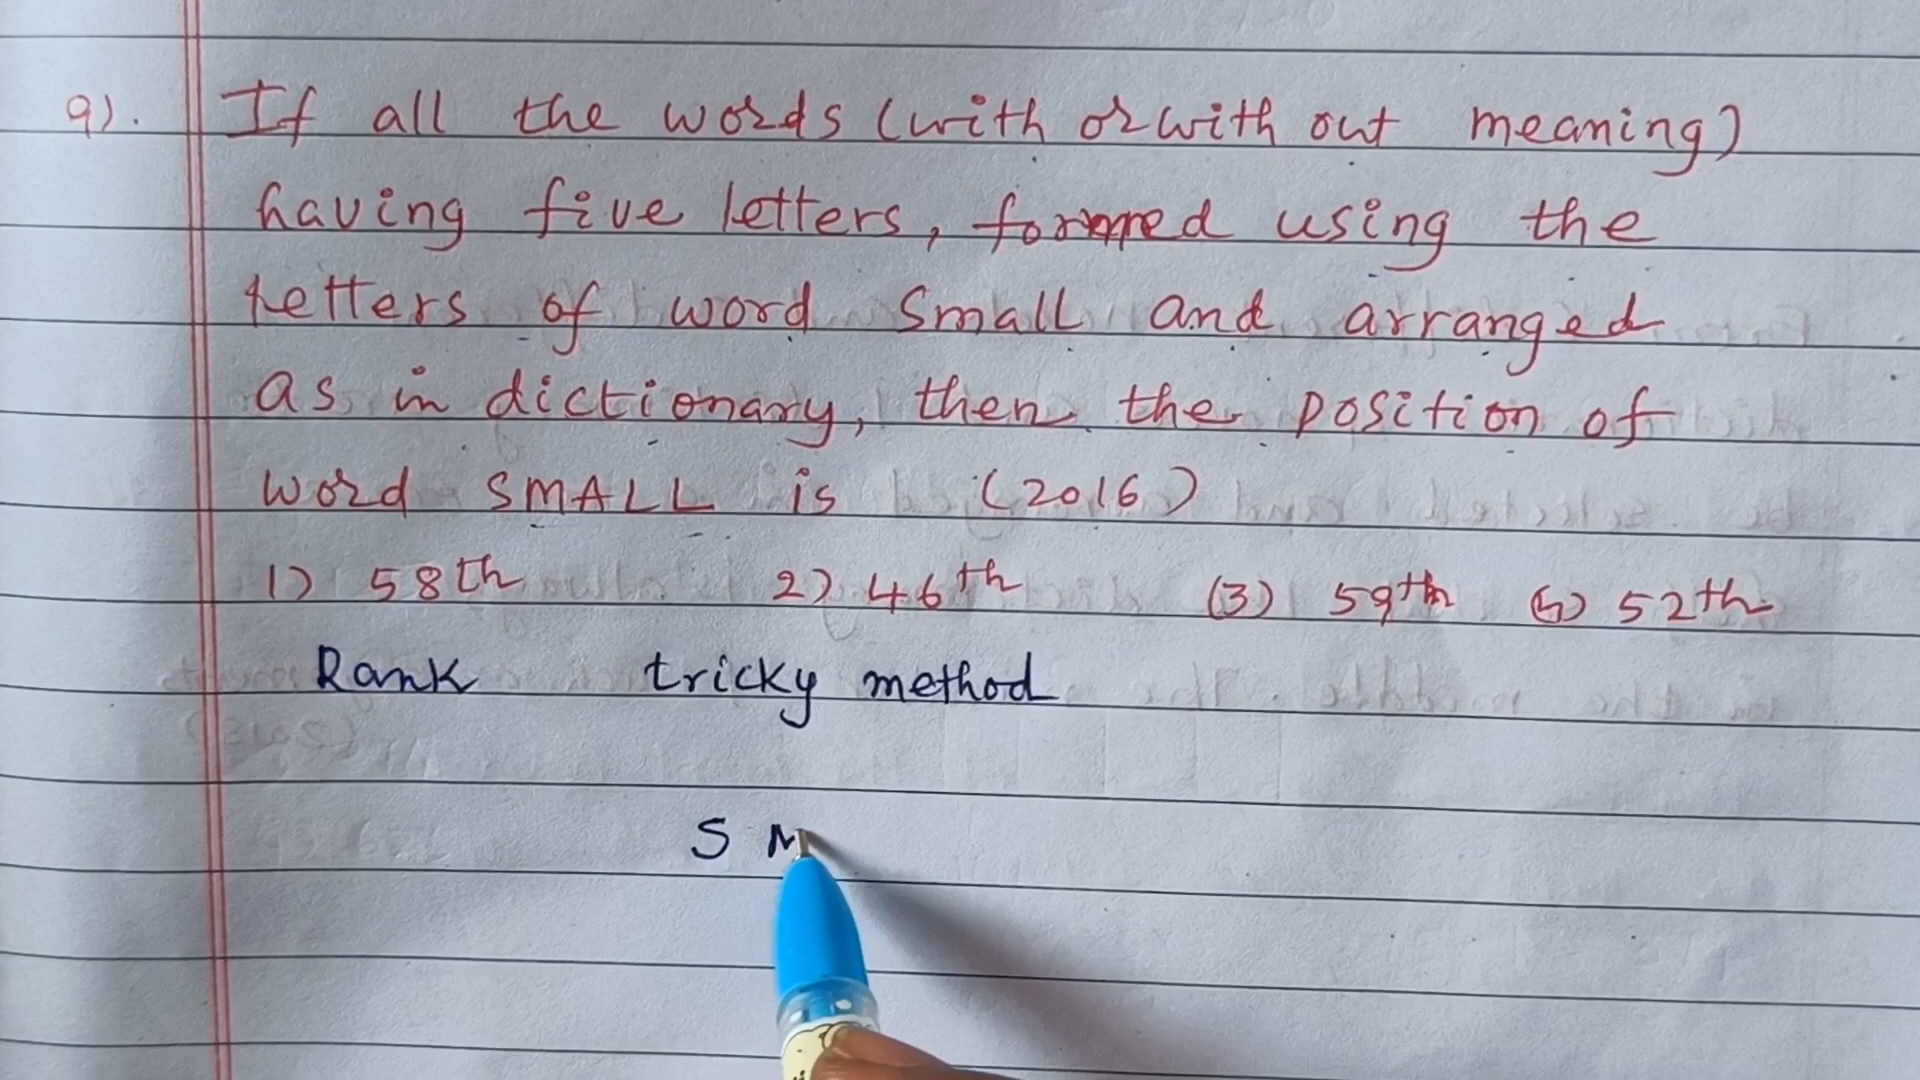 9). If all the words (with or with out meaning)
having five letters, formed using the
letters of word small and arranged
as in dictionary, then the position of
word SMALL is (2016)
1) 58th 2) 46th (3) 59th (4) 52th
Rank tricky method
S M